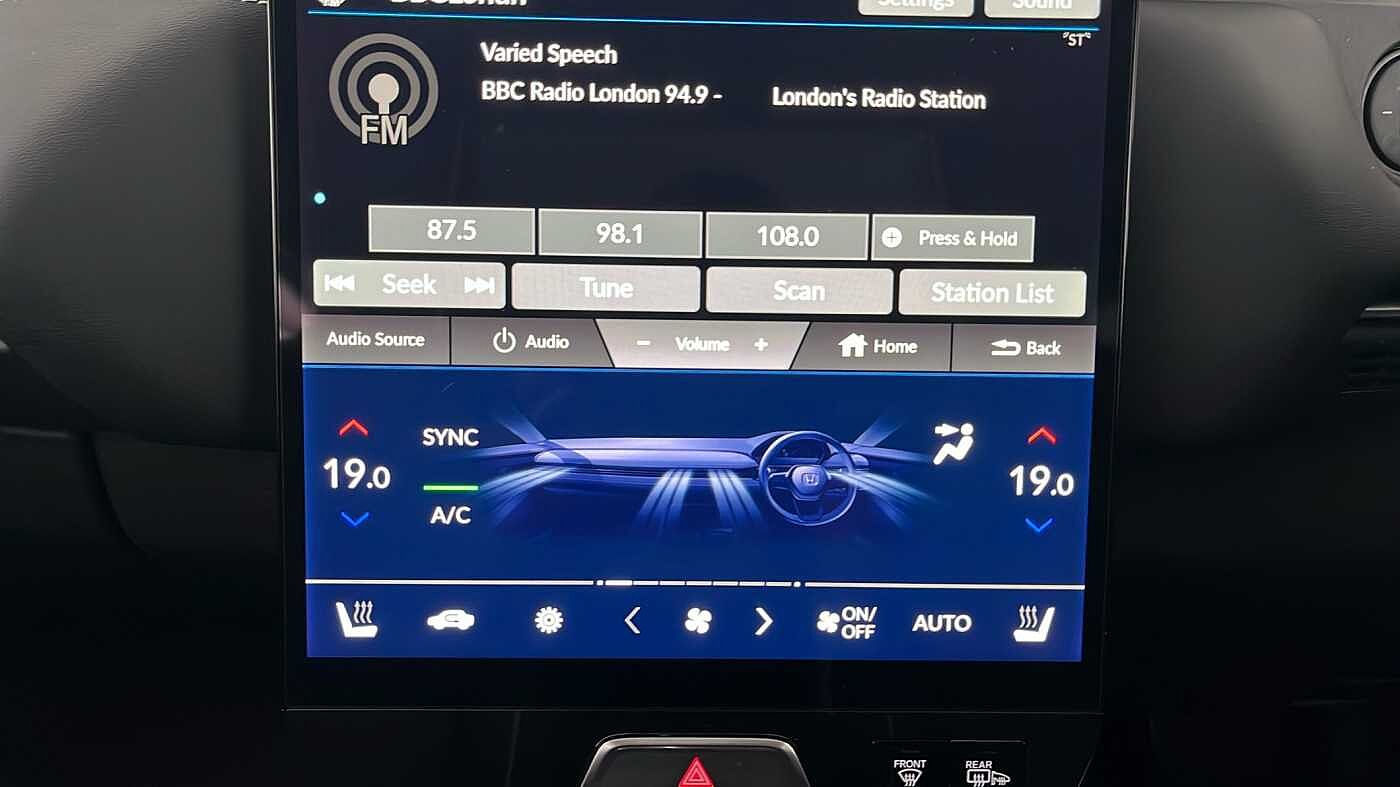 Settings Sound
ST
Varied Speech
BBC Radio London 94.9 - London's Radio Station
FM
87.5 98.1 108.0 Press & Hold
Seek Tune Scan Station List
Audio Source Audio - Volume + Home Back
SYNC
19.0 19.0
A/C
ON/
OFF
AUTO
FRONT REAR